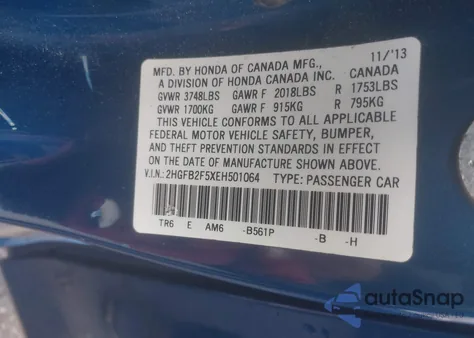 11/'13
MFD. BY HONDA OF CANADA MFG., CANADA
A DIVISION OF HONDA CANADA INC.
GVWR 3748LBS GAWR F 2018LBS R 1753LBS
GVWR 1700KG GAWR F 915KG R 795KG
THIS VEHICLE CONFORMS TO ALL APPLICABLE
FEDERAL MOTOR VEHICLE SAFETY, BUMPER,
AND THEFT PREVENTION STANDARDS IN EFFECT
ON THE DATE OF MANUFACTURE SHOWN ABOVE.
V.I.N.: 2HGFB2F5XEH501064 TYPE: PASSENGER CAR
TR6 E AM6 -B561P -B -H
autoSnap